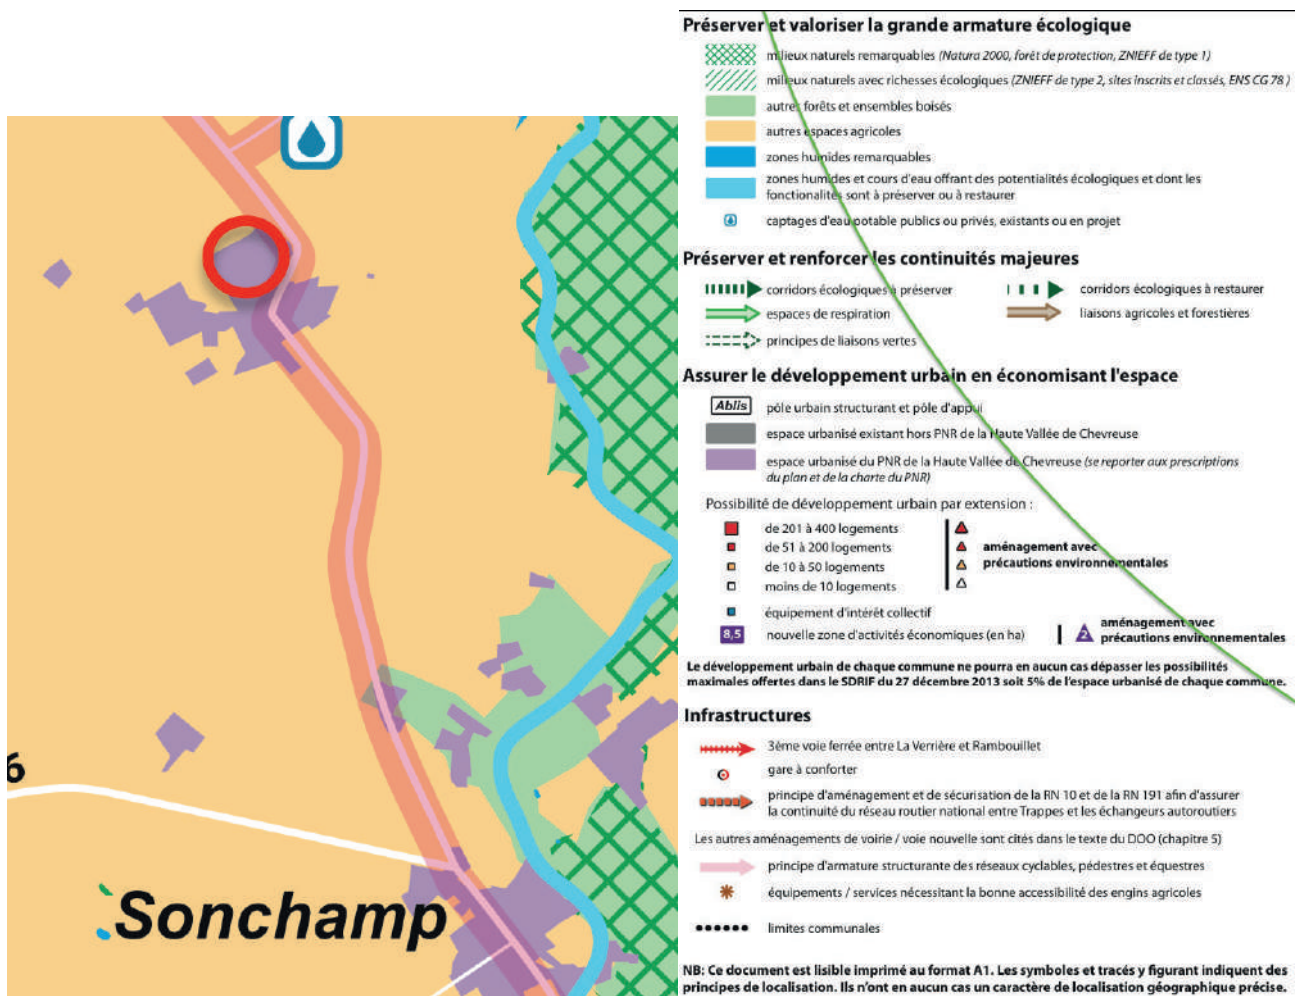 6
Sonchamp
Préserver et valoriser la grande armature écologique
milieux naturels remarquables (Natura 2000, forêt de protection, ZNIEFF de type 1)
milieux naturels avec richesses écologiques (ZNIEFF de type 2, sites inscrits et classés, ENS CG 78 )
autres forêts et ensembles boisés
autres espaces agricoles
zones humides remarquables
zones humides et cours d'eau offrant des potentialités écologiques et dont les
fonctionalités sont à préserver ou à restaurer
captages d'eau potable publics ou privés, existants ou en projet
Préserver et renforcer les continuités majeures
corridors écologiques à préserver
corridors écologiques à restaurer
espaces de respiration
liaisons agricoles et forestières
principes de liaisons vertes
Assurer le développement urbain en économisant l'espace
Ablis pôle urbain structurant et pôle d'appui
espace urbanisé existant hors PNR de la Haute Vallée de Chevreuse
espace urbanisé du PNR de la Haute Vallée de Chevreuse (se reporter aux prescriptions
du plan et de la charte du PNR)
Possibilité de développement urbain par extension :
de 201 à 400 logements
de 51 à 200 logements
de 10 à 50 logements
moins de 10 logements
aménagement avec
précautions environnementales
équipement d'intérêt collectif
8,5 nouvelle zone d'activités économiques (en ha)
2 aménagement avec
précautions environnementales
Le développement urbain de chaque commune ne pourra en aucun cas dépasser les possibilités
maximales offertes dans le SDRIF du 27 décembre 2013 soit 5% de l'espace urbanisé de chaque commune.
Infrastructures
3ème voie ferrée entre La Verrière et Rambouillet
gare à conforter
principe d'aménagement et de sécurisation de la RN 10 et de la RN 191 afin d'assurer
la continuité du réseau routier national entre Trappes et les échangeurs autoroutiers
Les autres aménagements de voirie / voie nouvelle sont cités dans le texte du DOO (chapitre 5)
principe d'armature structurante des réseaux cyclables, pédestres et équestres
équipements / services nécessitant la bonne accessibilité des engins agricoles
limites communales
NB: Ce document est lisible imprimé au format A1. Les symboles et tracés y figurant indiquent des
principes de localisation. Ils n'ont en aucun cas un caractère de localisation géographique précise.